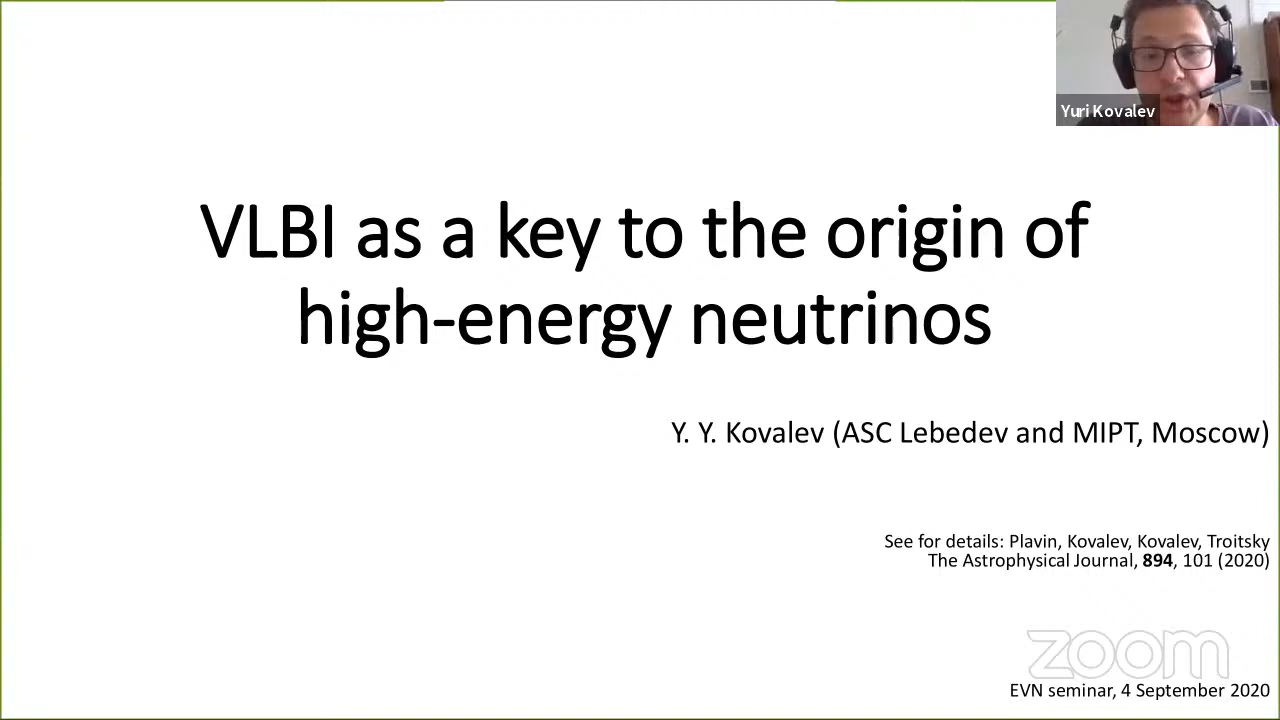 Yuri Kovalev
VLBI as a key to the origin of
high-energy neutrinos
Y. Y. Kovalev (ASC Lebedev and MIPT, Moscow)
See for details: Plavin, Kovalev, Kovalev, Troitsky
The Astrophysical Journal, 894, 101 (2020)
zoom
EVN seminar, 4 September 2020